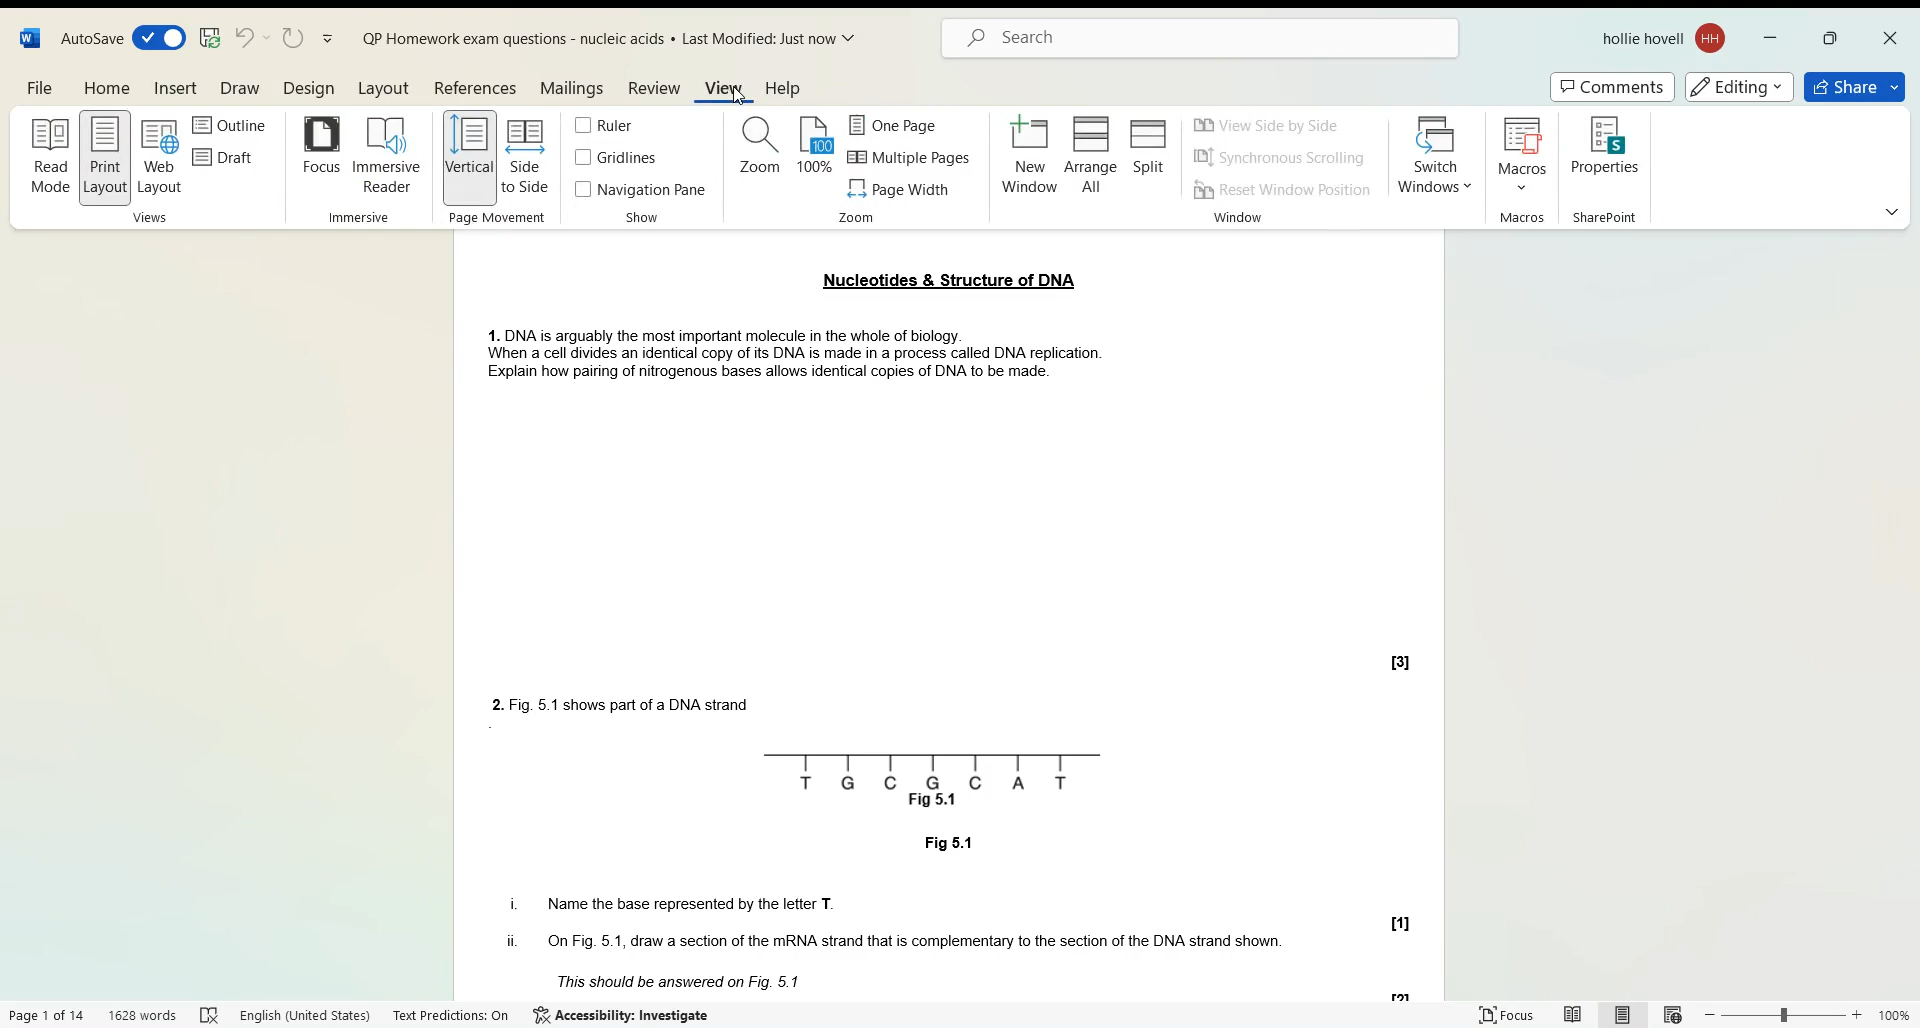 AutoSave
QP Homework exam questions - nucleic acids • Last Modified: Just now
Search
hollie hovell
HH
File Home Insert Draw Design Layout References Mailings Review View Help
Comments Editing Share
Read Mode
Print Layout
Web Layout
Outline
Draft
Views
Focus
Immersive Reader
Immersive
Vertical
Side to Side
Page Movement
Ruler
Gridlines
Navigation Pane
Show
Zoom
100
100%
One Page
Multiple Pages
Page Width
Zoom
New Window
Arrange All
Split
View Side by Side
Synchronous Scrolling
Reset Window Position
Window
Switch Windows
Macros
Macros
Properties
SharePoint
Nucleotides & Structure of DNA
1. DNA is arguably the most important molecule in the whole of biology.
When a cell divides an identical copy of its DNA is made in a process called DNA replication.
Explain how pairing of nitrogenous bases allows identical copies of DNA to be made.
[3]
2. Fig. 5.1 shows part of a DNA strand
.
T G C G C A T
Fig 5.1
Fig 5.1
i. Name the base represented by the letter T.
[1]
ii. On Fig. 5.1, draw a section of the mRNA strand that is complementary to the section of the DNA strand shown.
This should be answered on Fig. 5.1
[2]
Page 1 of 14 1628 words English (United States) Text Predictions: On Accessibility: Investigate Focus 100%